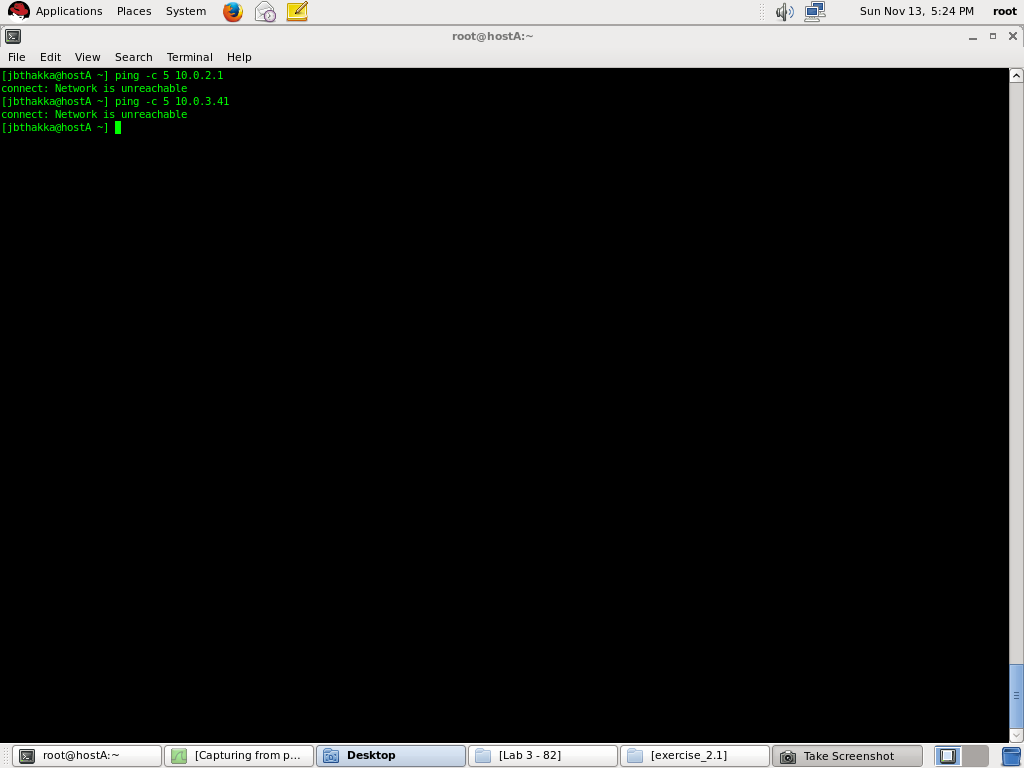 Applications Places System Sun Nov 13, 5:24 PM root
root@hostA:~
File Edit View Search Terminal Help
[jbthakka@hostA ~] ping -c 5 10.0.2.1
connect: Network is unreachable
[jbthakka@hostA ~] ping -c 5 10.0.3.41
connect: Network is unreachable
[jbthakka@hostA ~]
root@hostA:~ [Capturing from p... Desktop [Lab 3 - 82] [exercise_2.1] Take Screenshot